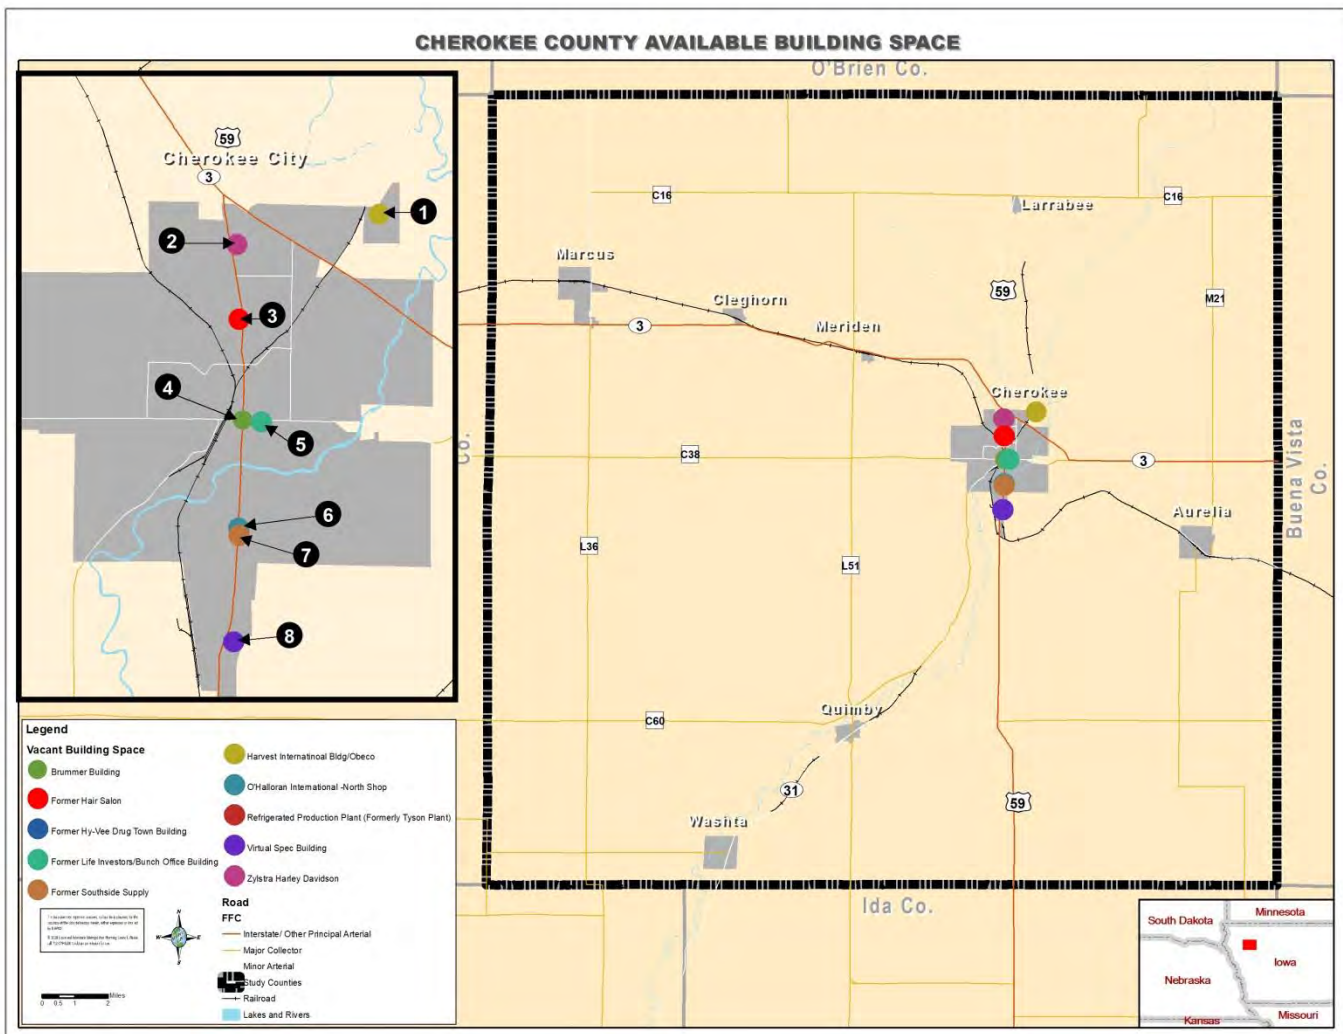 CHEROKEE COUNTY AVAILABLE BUILDING SPACE
O'Brien Co.
59
Cherokee City
3
1
2
3
4
5
6
7
8
C16
C16
Larrabee
Marcus
59
M21
Cleghorn
3
Meriden
Cherokee
Co.
C38
3
Buena Vista
Co.
Aurelia
L36
L51
Quimby
C60
31
59
Washta
Ida Co.
Legend
Vacant Building Space
Brummer Building
Former Hair Salon
Former Hy-Vee Drug Town Building
Former Life Investors/Bunch Office Building
Former Southside Supply
Harvest Internatinoal Bldg/Obeco
O'Halloran International -North Shop
Refrigerated Production Plant (Formerly Tyson Plant)
Virtual Spec Building
Zylstra Harley Davidson
Road
FFC
Interstate/ Other Principal Arterial
Major Collector
Minor Arterial
Study Counties
Railroad
Lakes and Rivers
N
W
E
S
Miles
0 0.5 1 2
South Dakota
Minnesota
Iowa
Nebraska
Kansas
Missouri